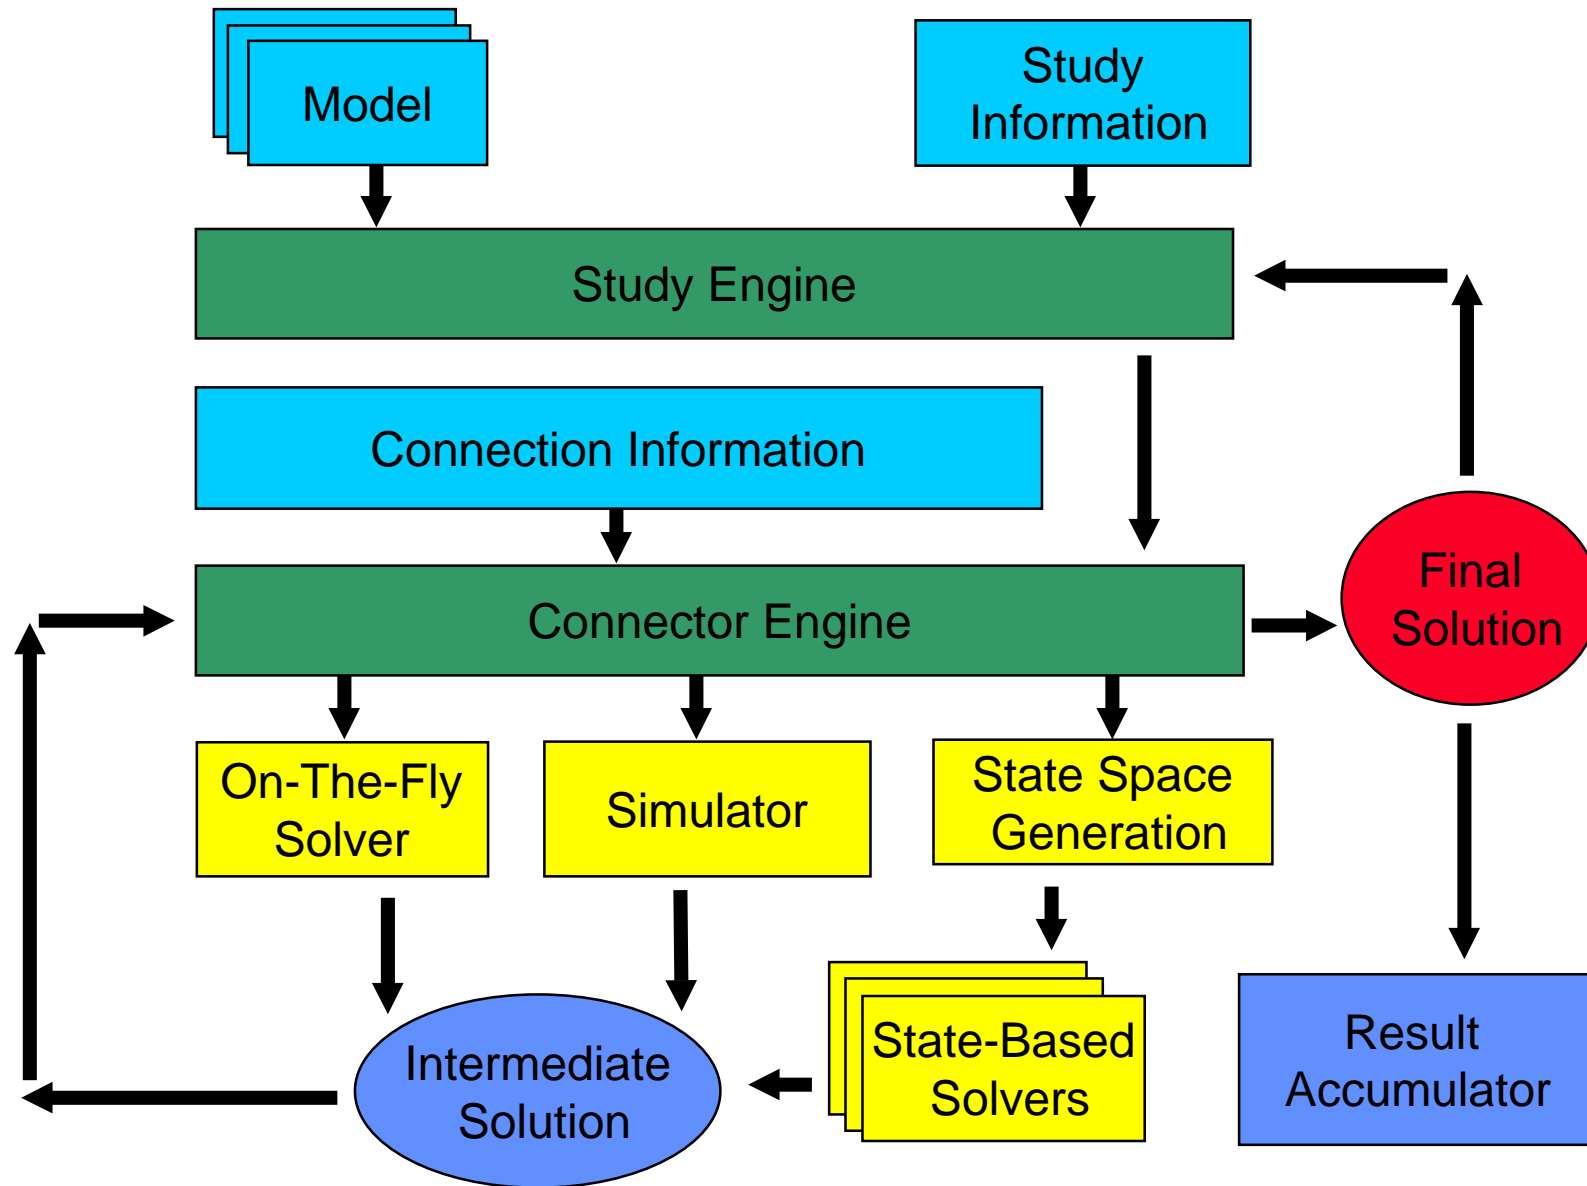 Model
Study
Information
Study Engine
Connection Information
Connector Engine
Final
Solution
On-The-Fly
Solver
Simulator
State Space
Generation
Intermediate
Solution
State-Based
Solvers
Result
Accumulator